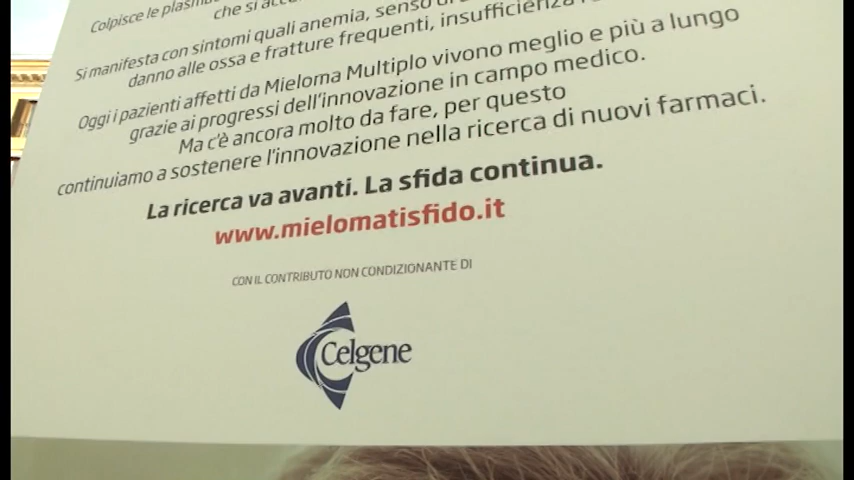 Colpisce le
che si
Si manifesta con sintomi quali anemia, senso di
danno alle ossa e fratture frequenti, insufficienza
Oggi i pazienti affetti da Mieloma Multiplo vivono meglio e più a lungo
grazie ai progressi dell'innovazione in campo medico.
Ma c'è ancora molto da fare, per questo
continuiamo a sostenere l'innovazione nella ricerca di nuovi farmaci.
La ricerca va avanti. La sfida continua.
www.mielomatisfido.it
CON IL CONTRIBUTO NON CONDIZIONANTE DI
Celgene